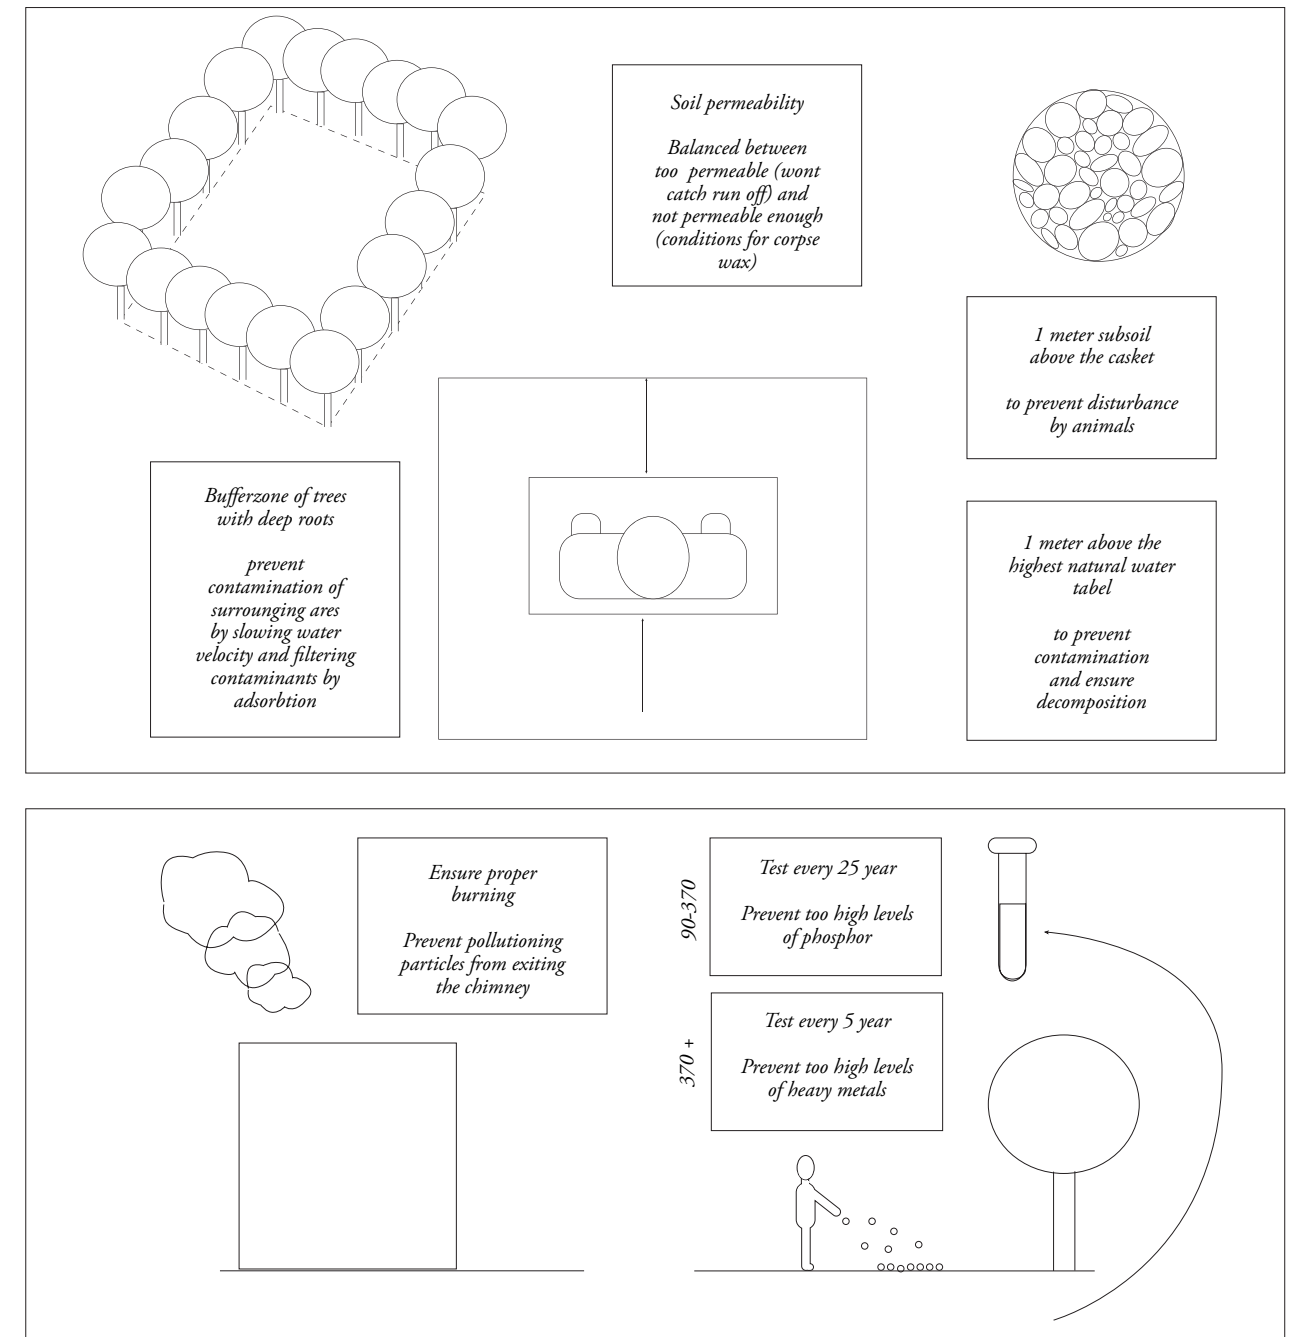 Soil permeability
Balanced between
too permeable (wont
catch run off) and
not permeable enough
(conditions for corpse
wax)
1 meter subsoil
above the casket
to prevent disturbance
by animals
Bufferzone of trees
with deep roots
prevent
contamination of
surrounging ares
by slowing water
velocity and filtering
contaminants by
adsorbtion
1 meter above the
highest natural water
tabel
to prevent
contamination
and ensure
decomposition
Ensure proper
burning
Prevent pollutioning
particles from exiting
the chimney
90-370
Test every 25 year
Prevent too high levels
of phosphor
370 +
Test every 5 year
Prevent too high levels
of heavy metals